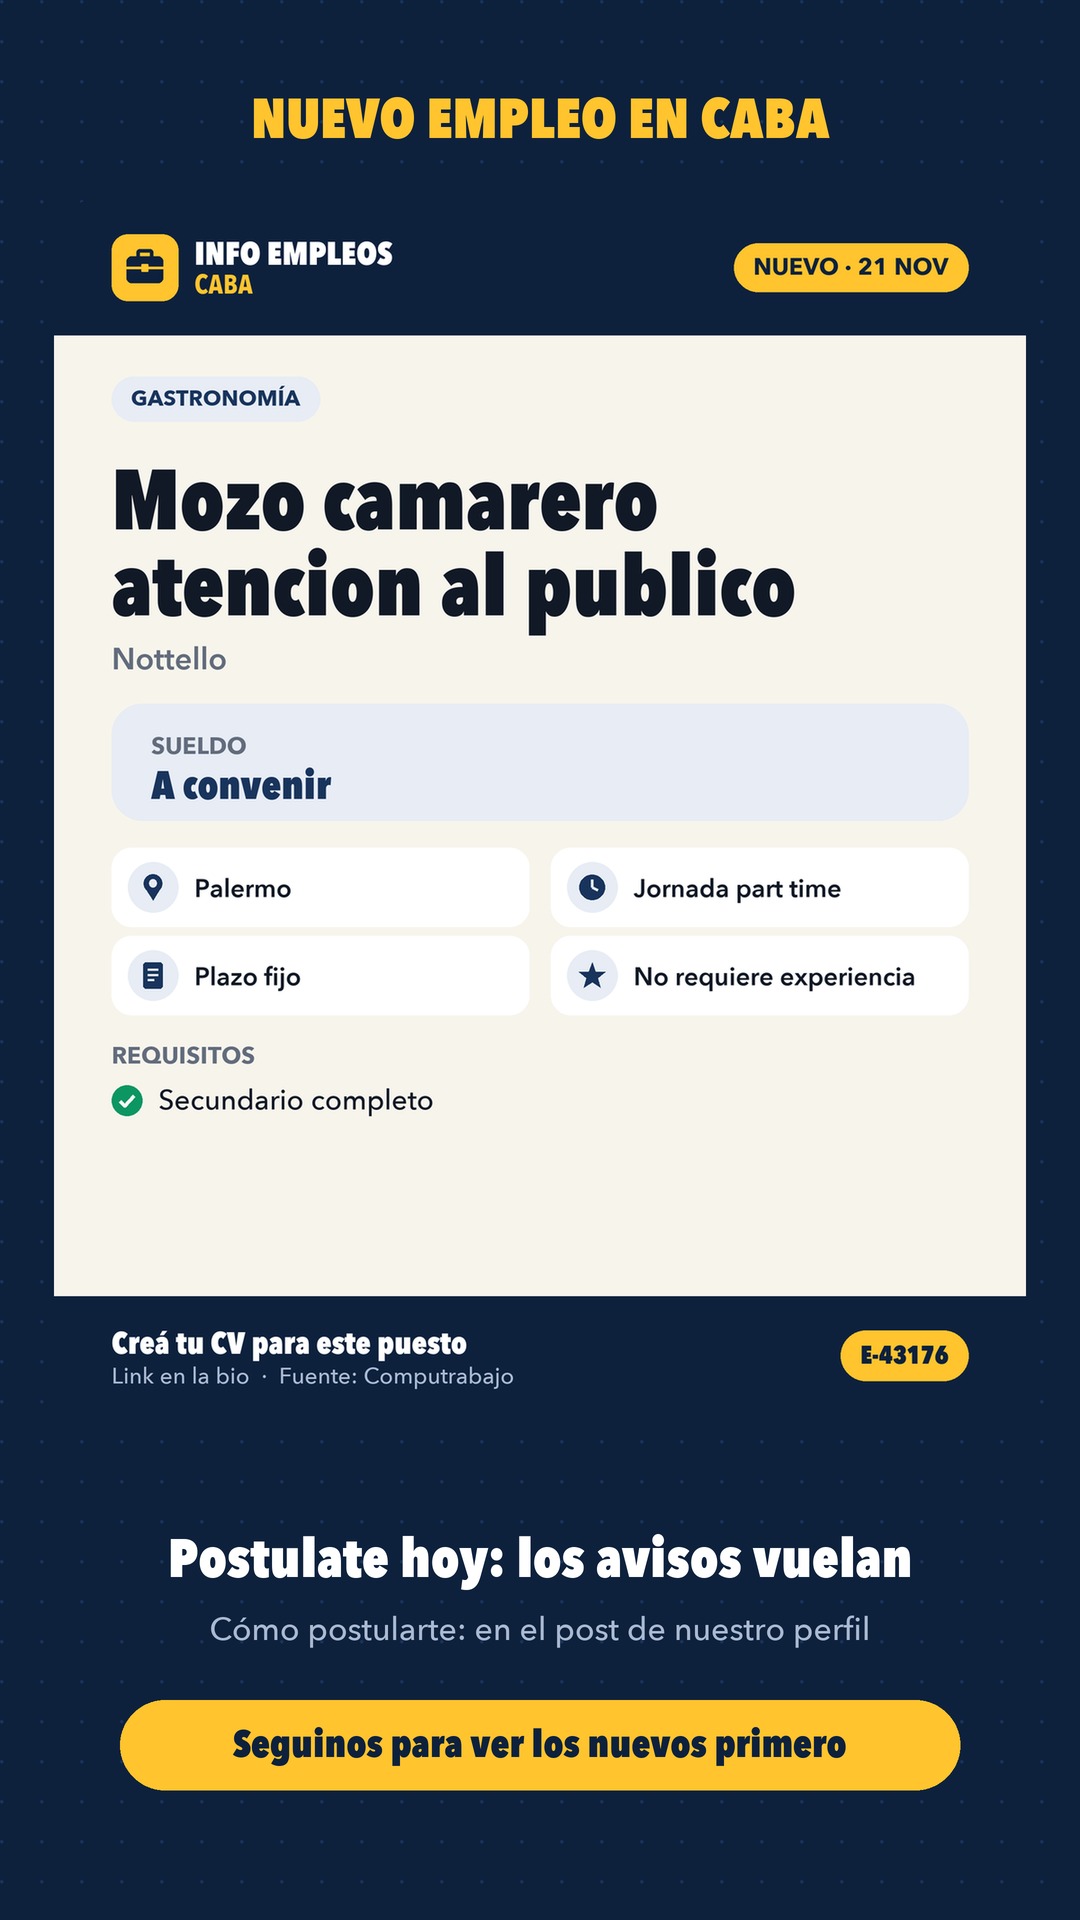 NUEVO EMPLEO EN CABA
INFO EMPLEOS
CABA
NUEVO · 21 NOV
GASTRONOMÍA
Mozo camarero
atencion al publico
Nottello
SUELDO
A convenir
Palermo
Jornada part time
Plazo fijo
No requiere experiencia
REQUISITOS
Secundario completo
Creá tu CV para este puesto
Link en la bio · Fuente: Computrabajo
E-43176
Postulate hoy: los avisos vuelan
Cómo postularte: en el post de nuestro perfil
Seguinos para ver los nuevos primero